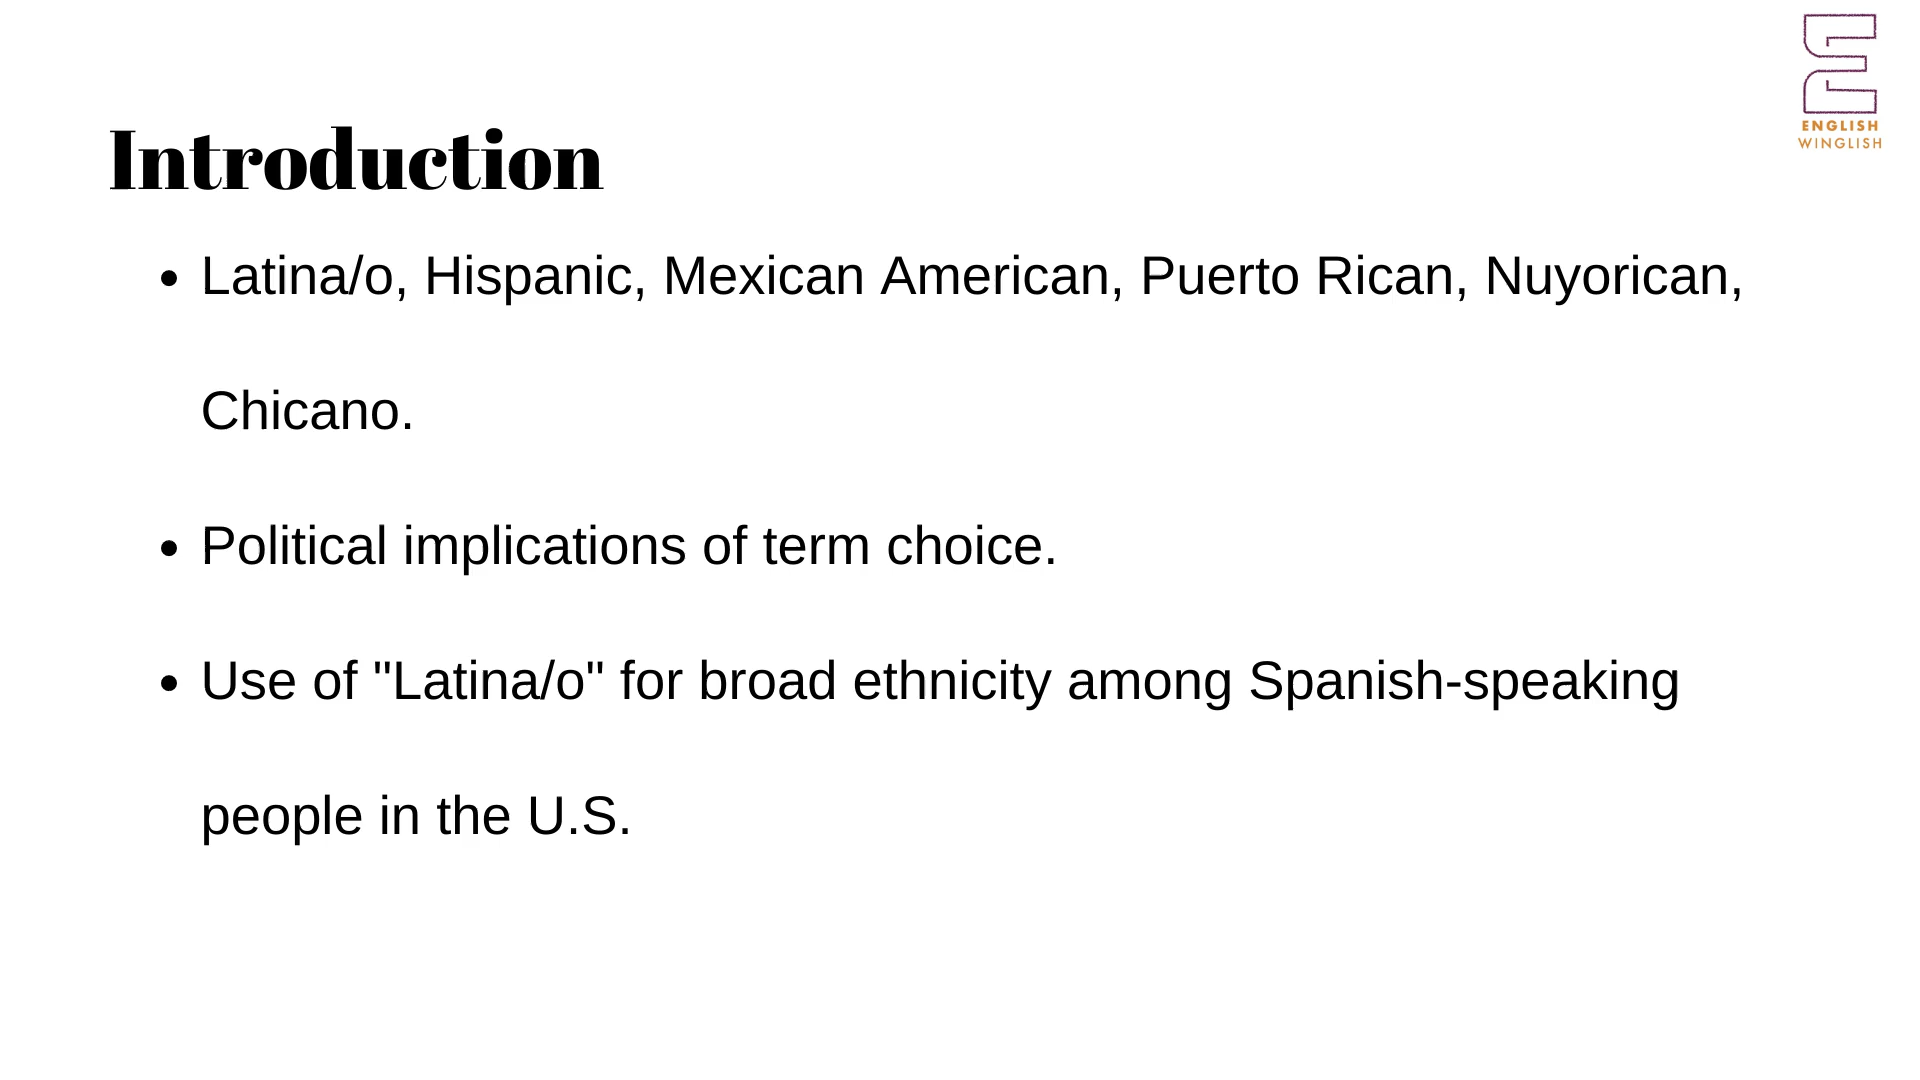 ENGLISH
WINGLISH
Introduction
• Latina/o, Hispanic, Mexican American, Puerto Rican, Nuyorican,
Chicano.
• Political implications of term choice.
• Use of "Latina/o" for broad ethnicity among Spanish-speaking
people in the U.S.